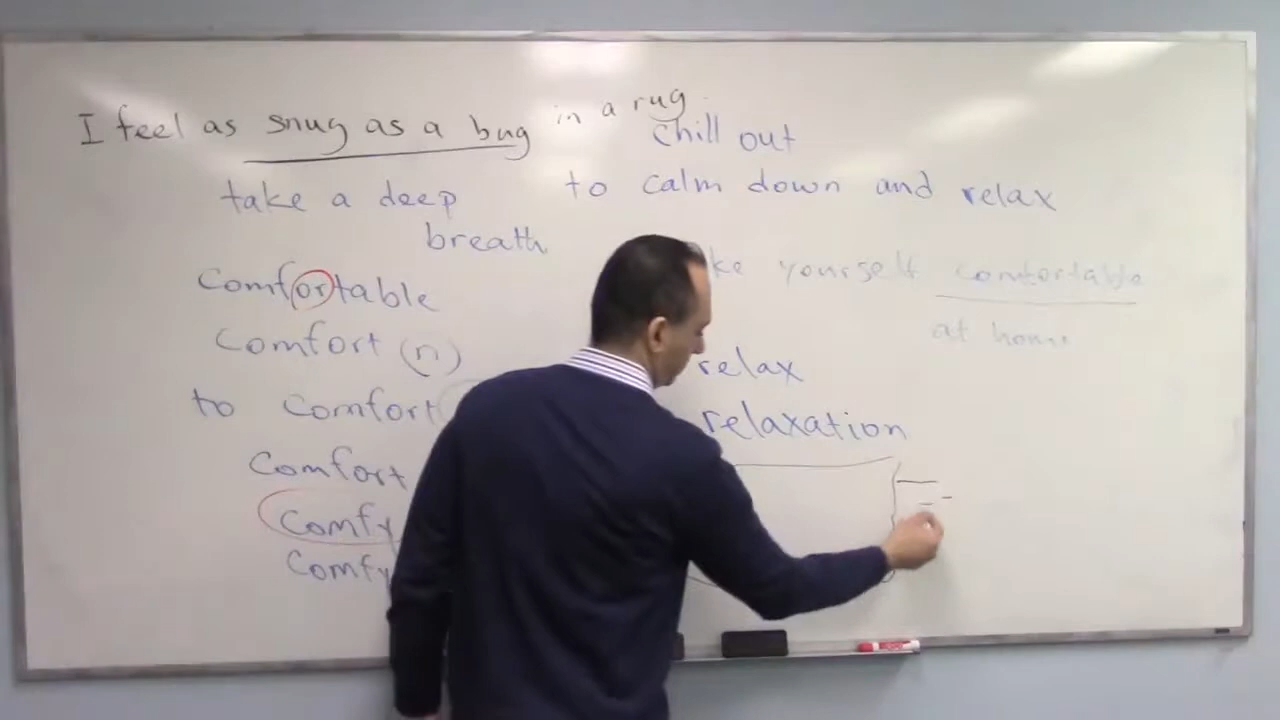 I feel as snug as a bug in a rug.
chill out
take a deep breath
to calm down and relax
yourself comfortable
at home
comfortable
comfort (n)
to comfort
comfort
comfy
comfy
relax
relaxation